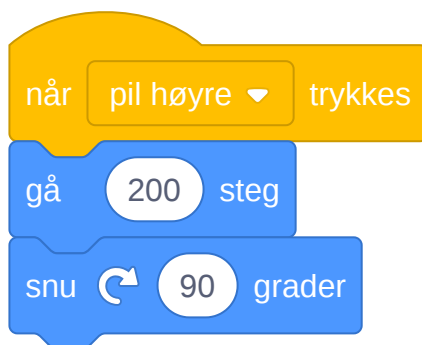 når pil høyre trykkes
gå 200 steg
snu 90 grader